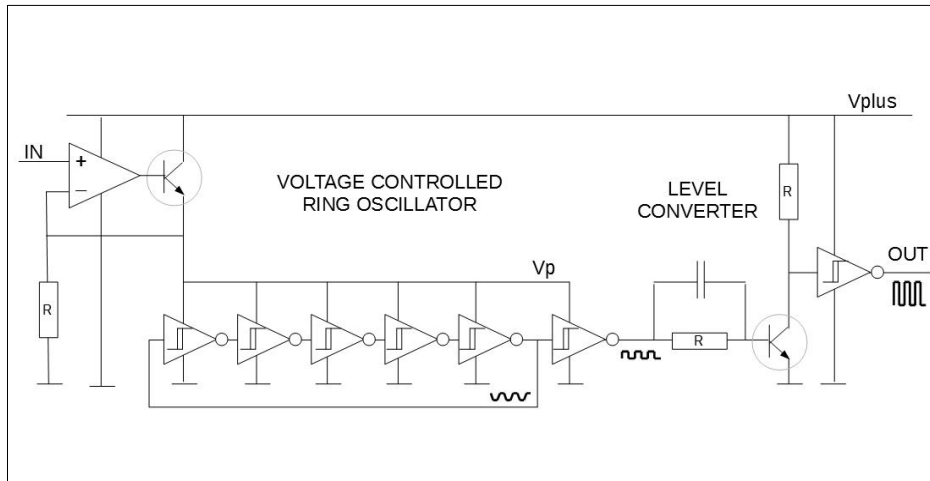 Vplus
IN
+
−
VOLTAGE CONTROLLED
RING OSCILLATOR
LEVEL
CONVERTER
R
OUT
Vp
R
R